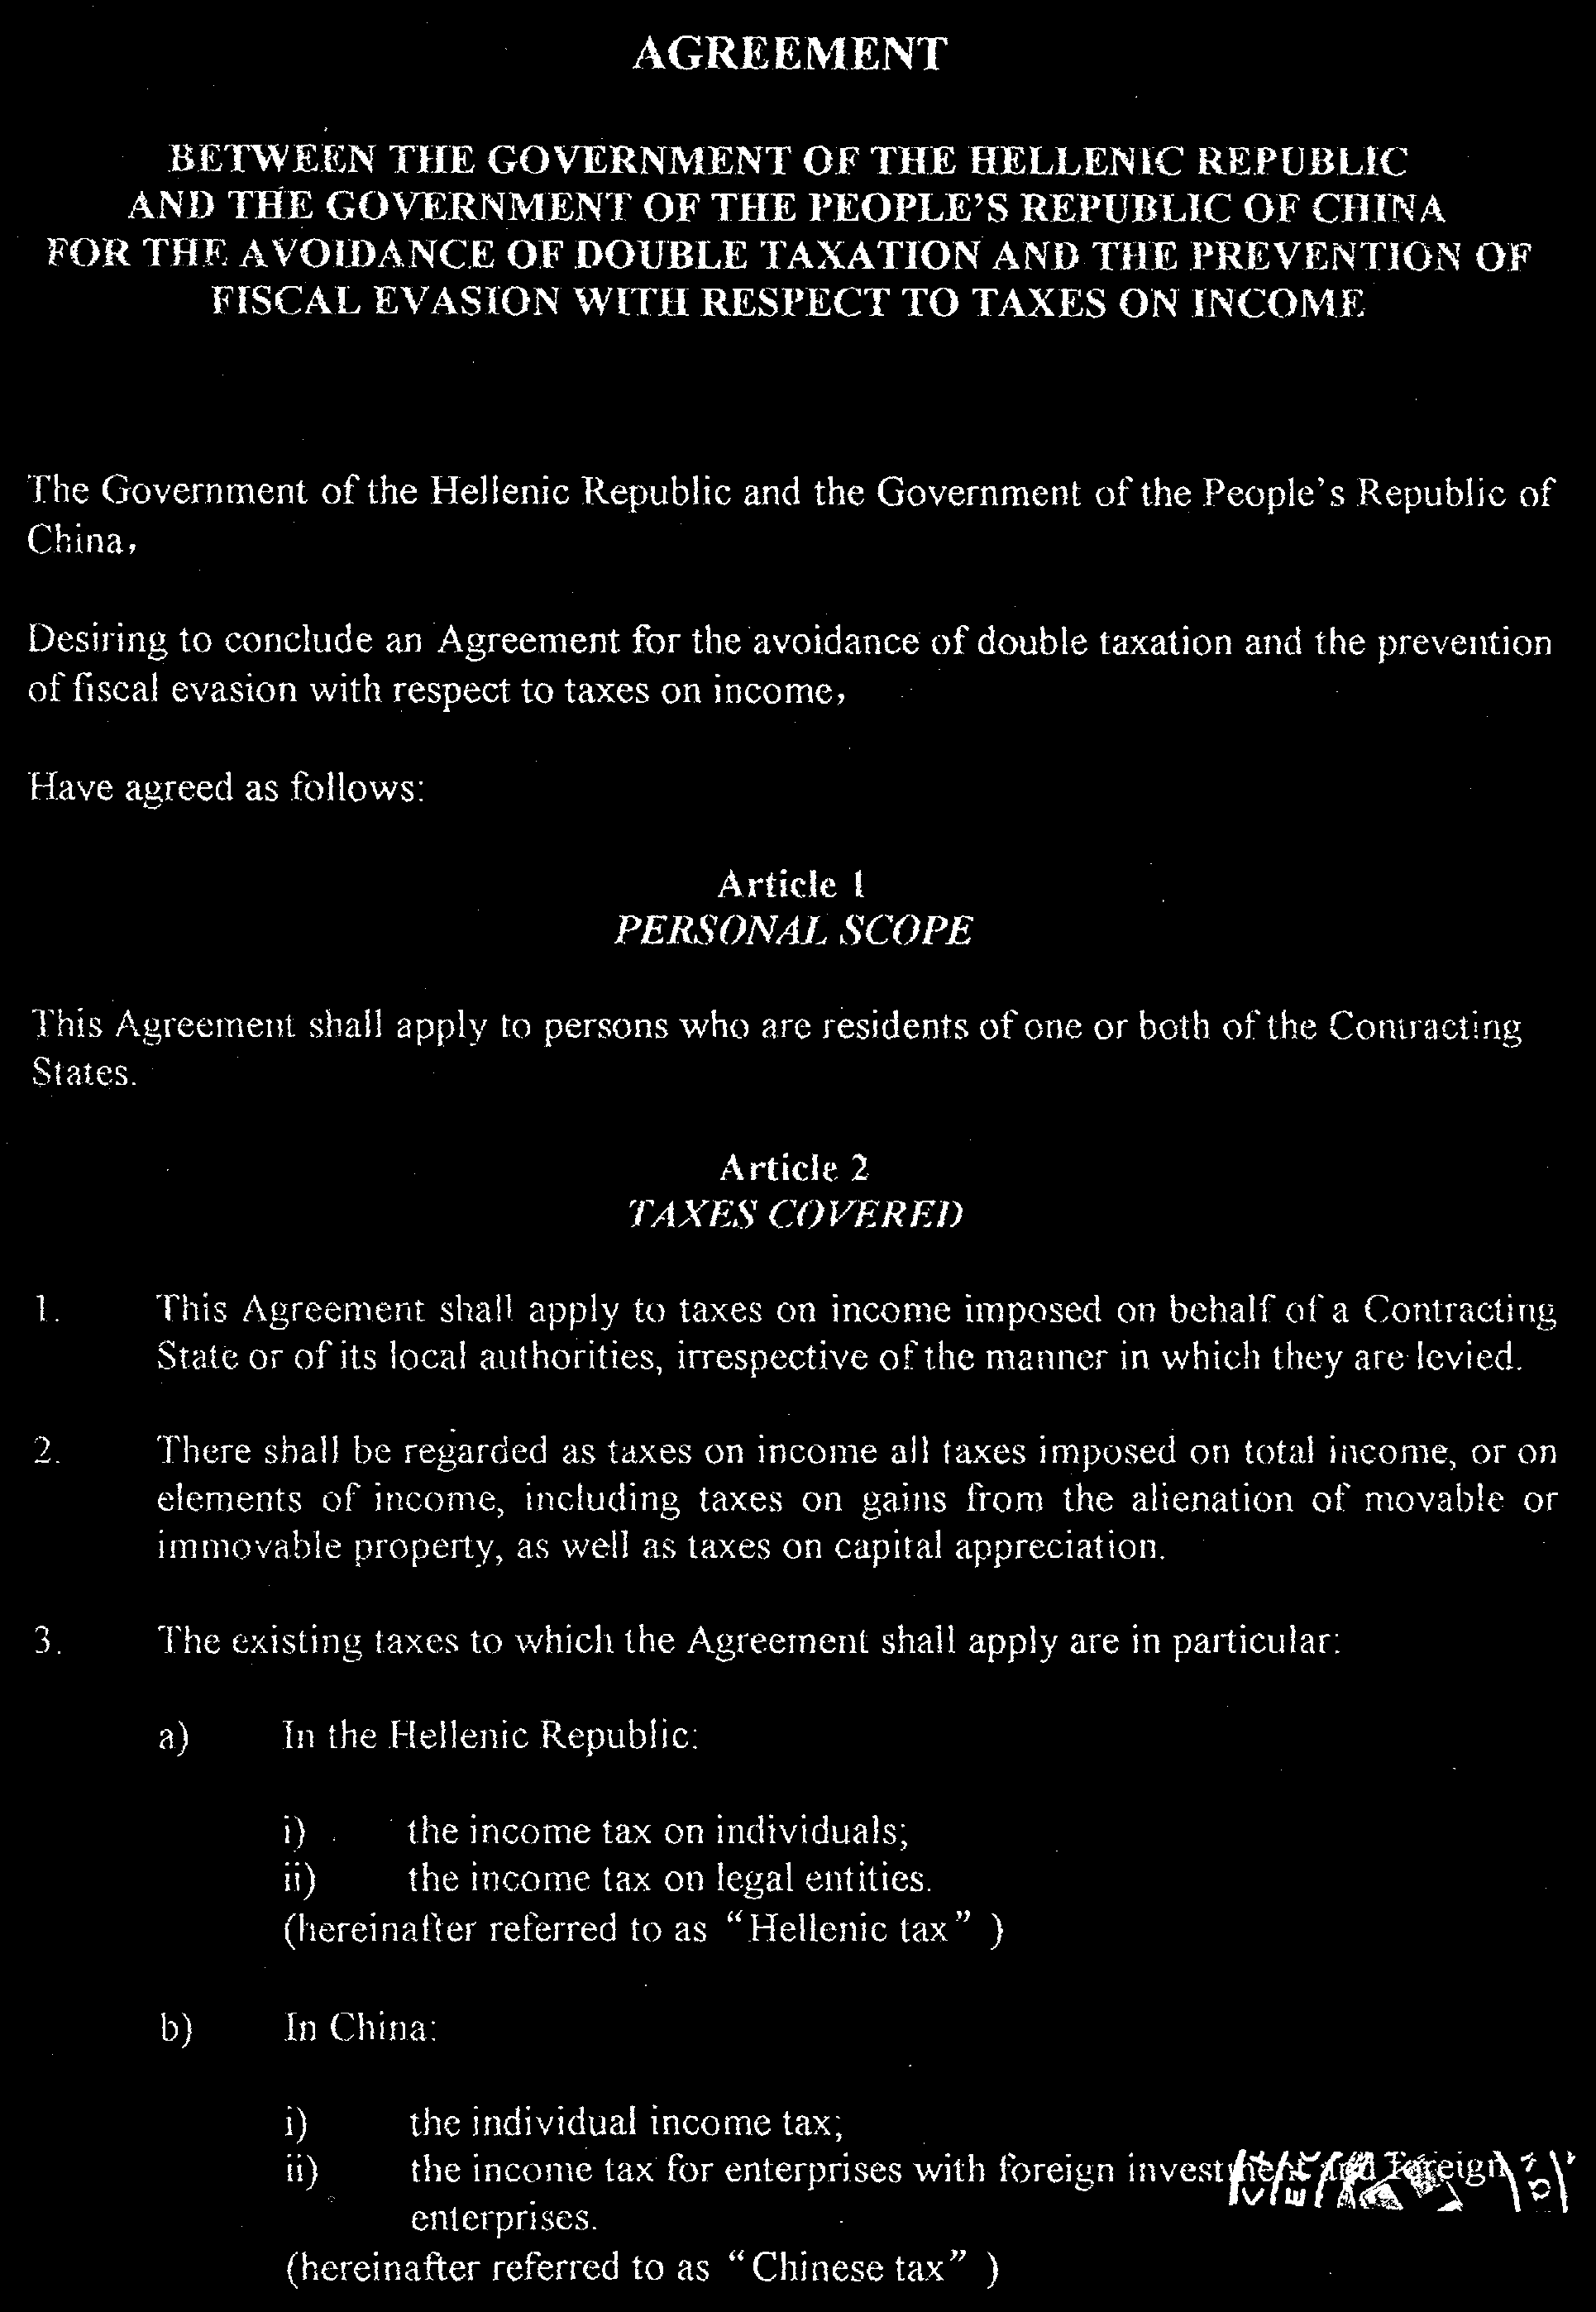 AGREEMENT
BETWEEN THE GOVERNMENT OF THE HELLENIC REPUBLIC
AND THE GOVERNMENT OF THE PEOPLE'S REPUBLIC OF CHINA
FOR THE AVOIDANCE OF DOUBLE TAXATION AND THE PREVENTION OF
FISCAL EVASION WITH RESPECT TO TAXES ON INCOME
The Government of the Hellenic Republic and the Government of the People's Republic of
China,
Desiring to conclude an Agreement for the avoidance of double taxation and the prevention
of fiscal evasion with respect to taxes on income,
Have agreed as follows:
Article 1
PERSONAL SCOPE
This Agreement shall apply to persons who are residents of one or both of the Contracting
States.
Article 2
TAXES COVERED
1. This Agreement shall apply to taxes on income imposed on behalf of a Contracting
State or of its local authorities, irrespective of the manner in which they are levied.
2. There shall be regarded as taxes on income all taxes imposed on total income, or on
elements of income, including taxes on gains from the alienation of movable or
immovable property, as well as taxes on capital appreciation.
3. The existing taxes to which the Agreement shall apply are in particular:
a) In the Hellenic Republic:
i) the income tax on individuals;
ii) the income tax on legal entities.
(hereinafter referred to as "Hellenic tax" )
b) In China:
i) the individual income tax;
ii) the income tax for enterprises with foreign investment and foreign
enterprises.
(hereinafter referred to as "Chinese tax" )